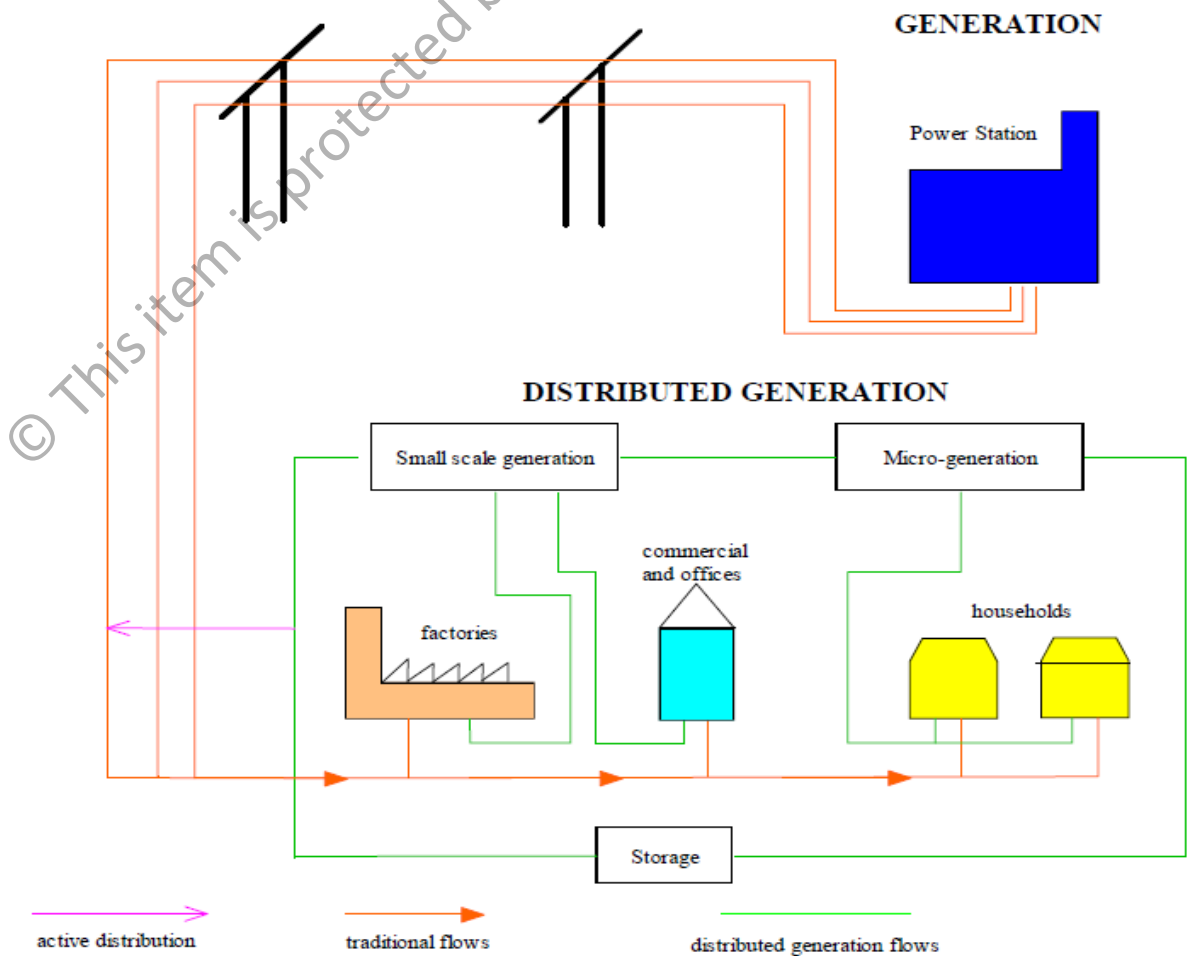 GENERATION
Power Station
© This item is protected b
DISTRIBUTED GENERATION
Small scale generation
Micro-generation
commercial
and offices
households
factories
Storage
active distribution
traditional flows
distributed generation flows